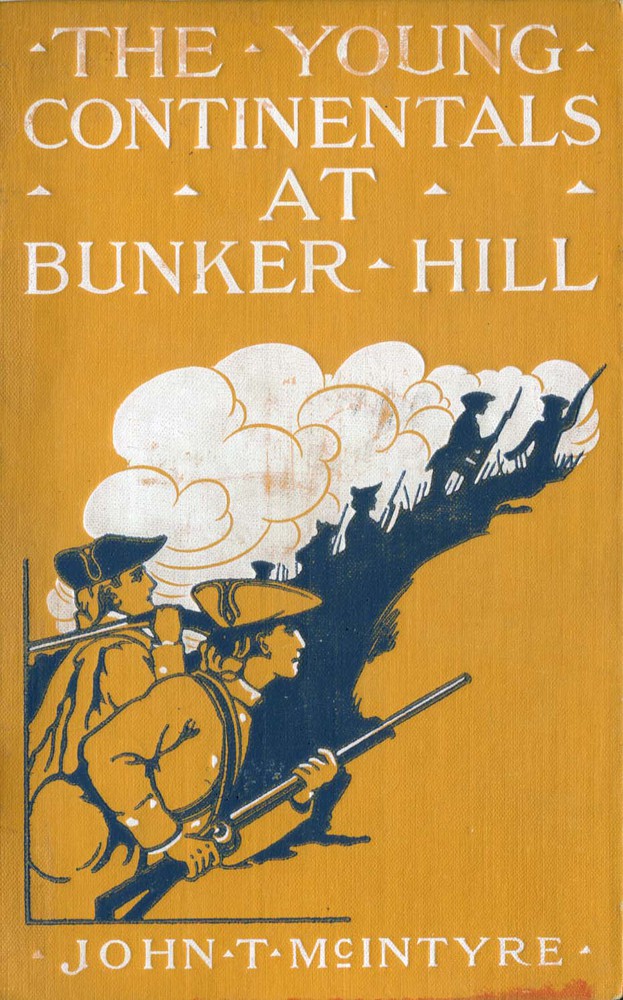 THE YOUNG
CONTINENTALS
AT
BUNKER HILL
JOHN T McINTYRE